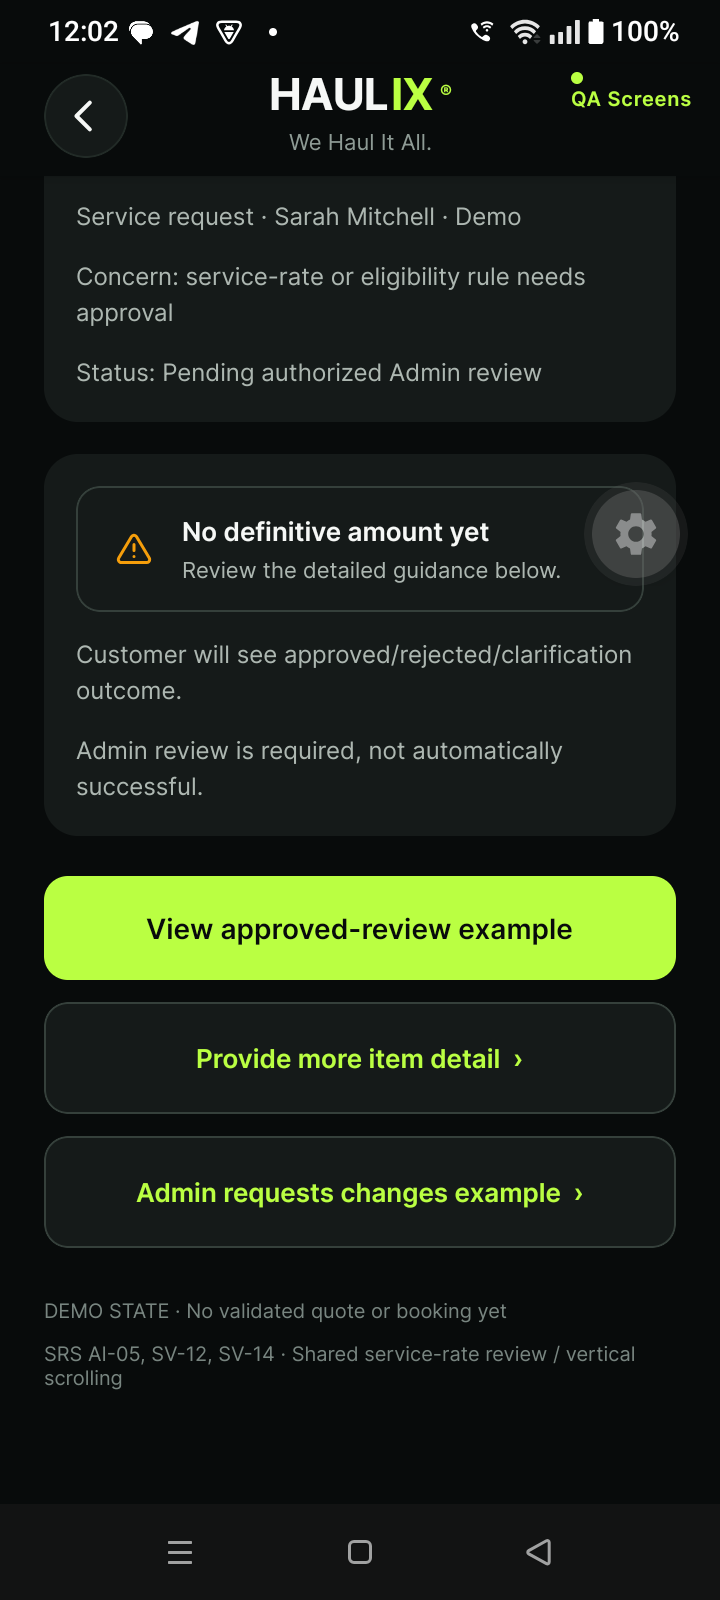 12:02
100%
HAULIX ®
QA Screens
We Haul It All.
Service request · Sarah Mitchell · Demo
Concern: service-rate or eligibility rule needs
approval
Status: Pending authorized Admin review
No definitive amount yet
Review the detailed guidance below.
Customer will see approved/rejected/clarification
outcome.
Admin review is required, not automatically
successful.
View approved-review example
Provide more item detail ›
Admin requests changes example ›
DEMO STATE · No validated quote or booking yet
SRS AI-05, SV-12, SV-14 · Shared service-rate review / vertical
scrolling